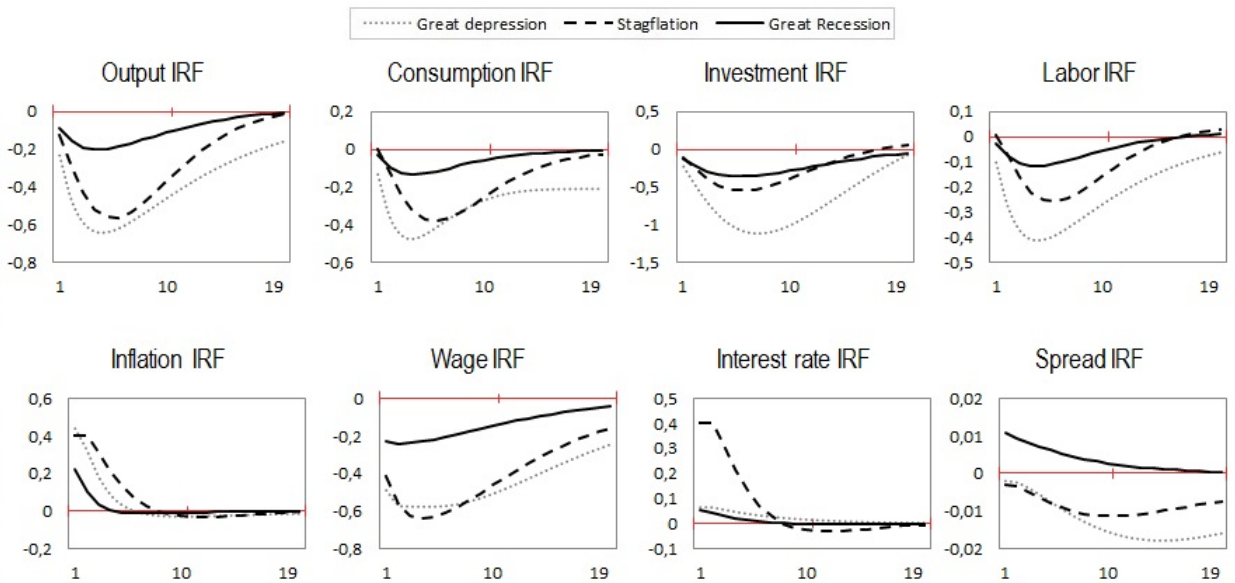 Great depression Stagflation Great Recession
Output IRF Consumption IRF Investment IRF Labor IRF
0 0,2 0,5 0,1
-0,2 0 0 0
-0,4 -0,2 -0,5 -0,1
-0,6 -0,4 -1 -0,2
-0,8 -0,6 -1,5 -0,3
-0,4
-0,5
1 10 19 1 10 19 1 10 19 1 10 19
Inflation IRF Wage IRF Interest rate IRF Spread IRF
0,6 0 0,5 0,02
0,4 -0,2 0,4 0,01
0,2 -0,4 0,3 0
0 -0,6 0,2 -0,01
-0,2 -0,8 0,1 -0,02
0
-0,1
1 10 19 1 10 19 1 10 19 1 10 19